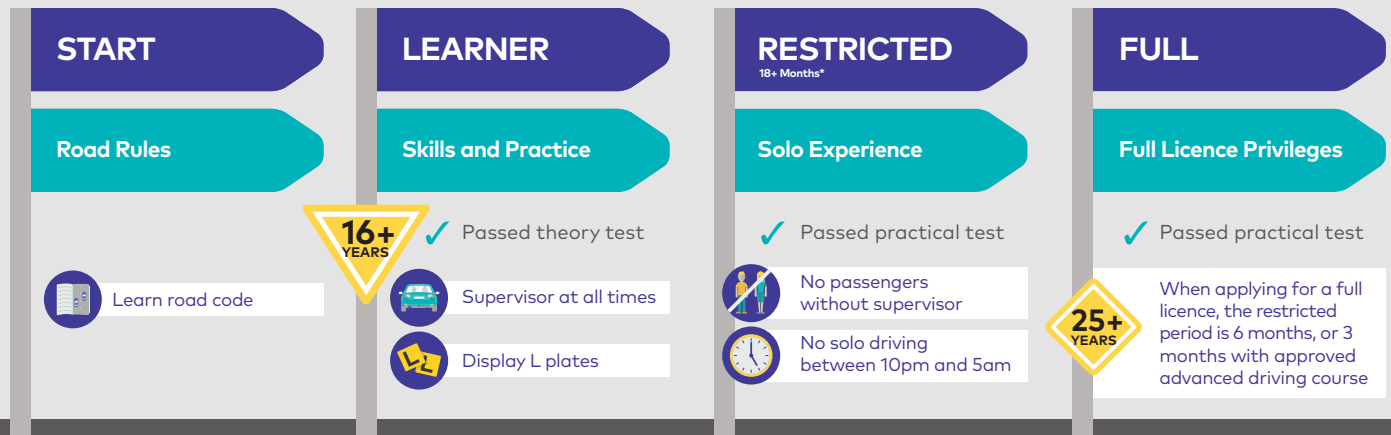 START
Road Rules
Learn road code
LEARNER
Skills and Practice
16+
YEARS
Passed theory test
Supervisor at all times
L L
Display L plates
RESTRICTED
18+ Months*
Solo Experience
Passed practical test
No passengers
without supervisor
No solo driving
between 10pm and 5am
FULL
Full Licence Privileges
Passed practical test
25+
YEARS
When applying for a full
licence, the restricted
period is 6 months, or 3
months with approved
advanced driving course